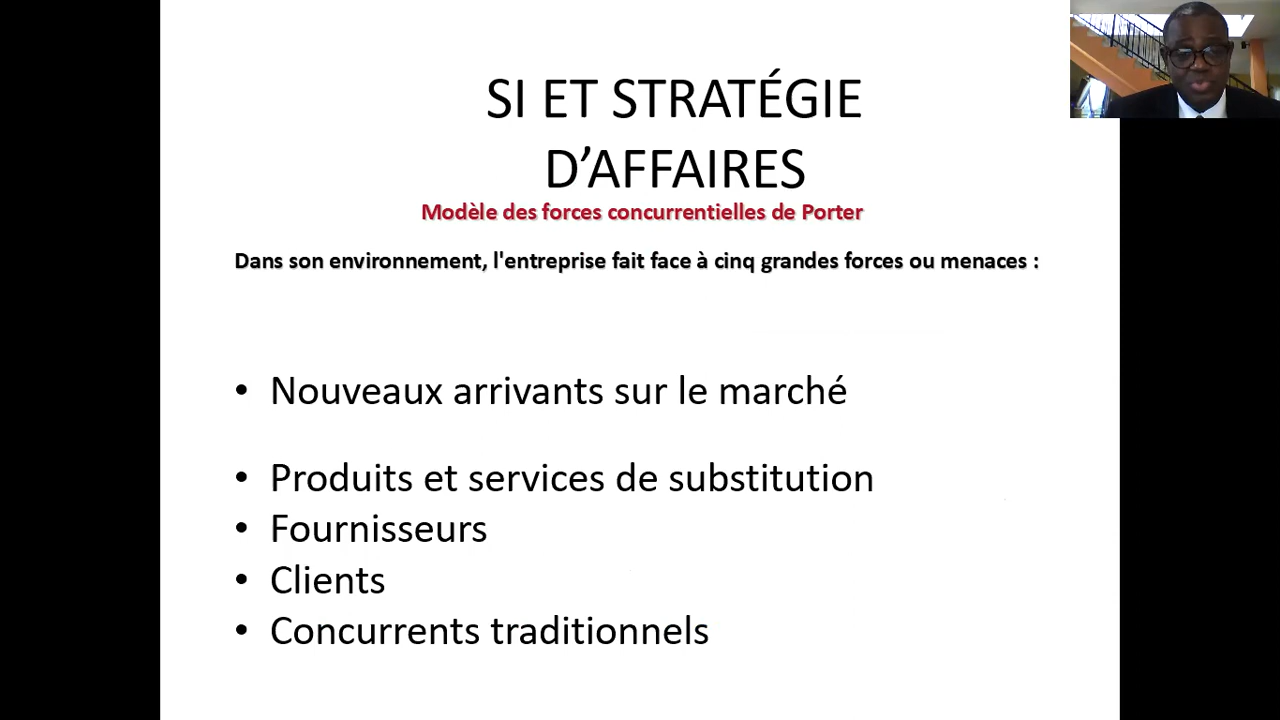 SI ET STRATÉGIE
D’AFFAIRES
Modèle des forces concurrentielles de Porter
Dans son environnement, l'entreprise fait face à cinq grandes forces ou menaces :
• Nouveaux arrivants sur le marché
• Produits et services de substitution
• Fournisseurs
• Clients
• Concurrents traditionnels